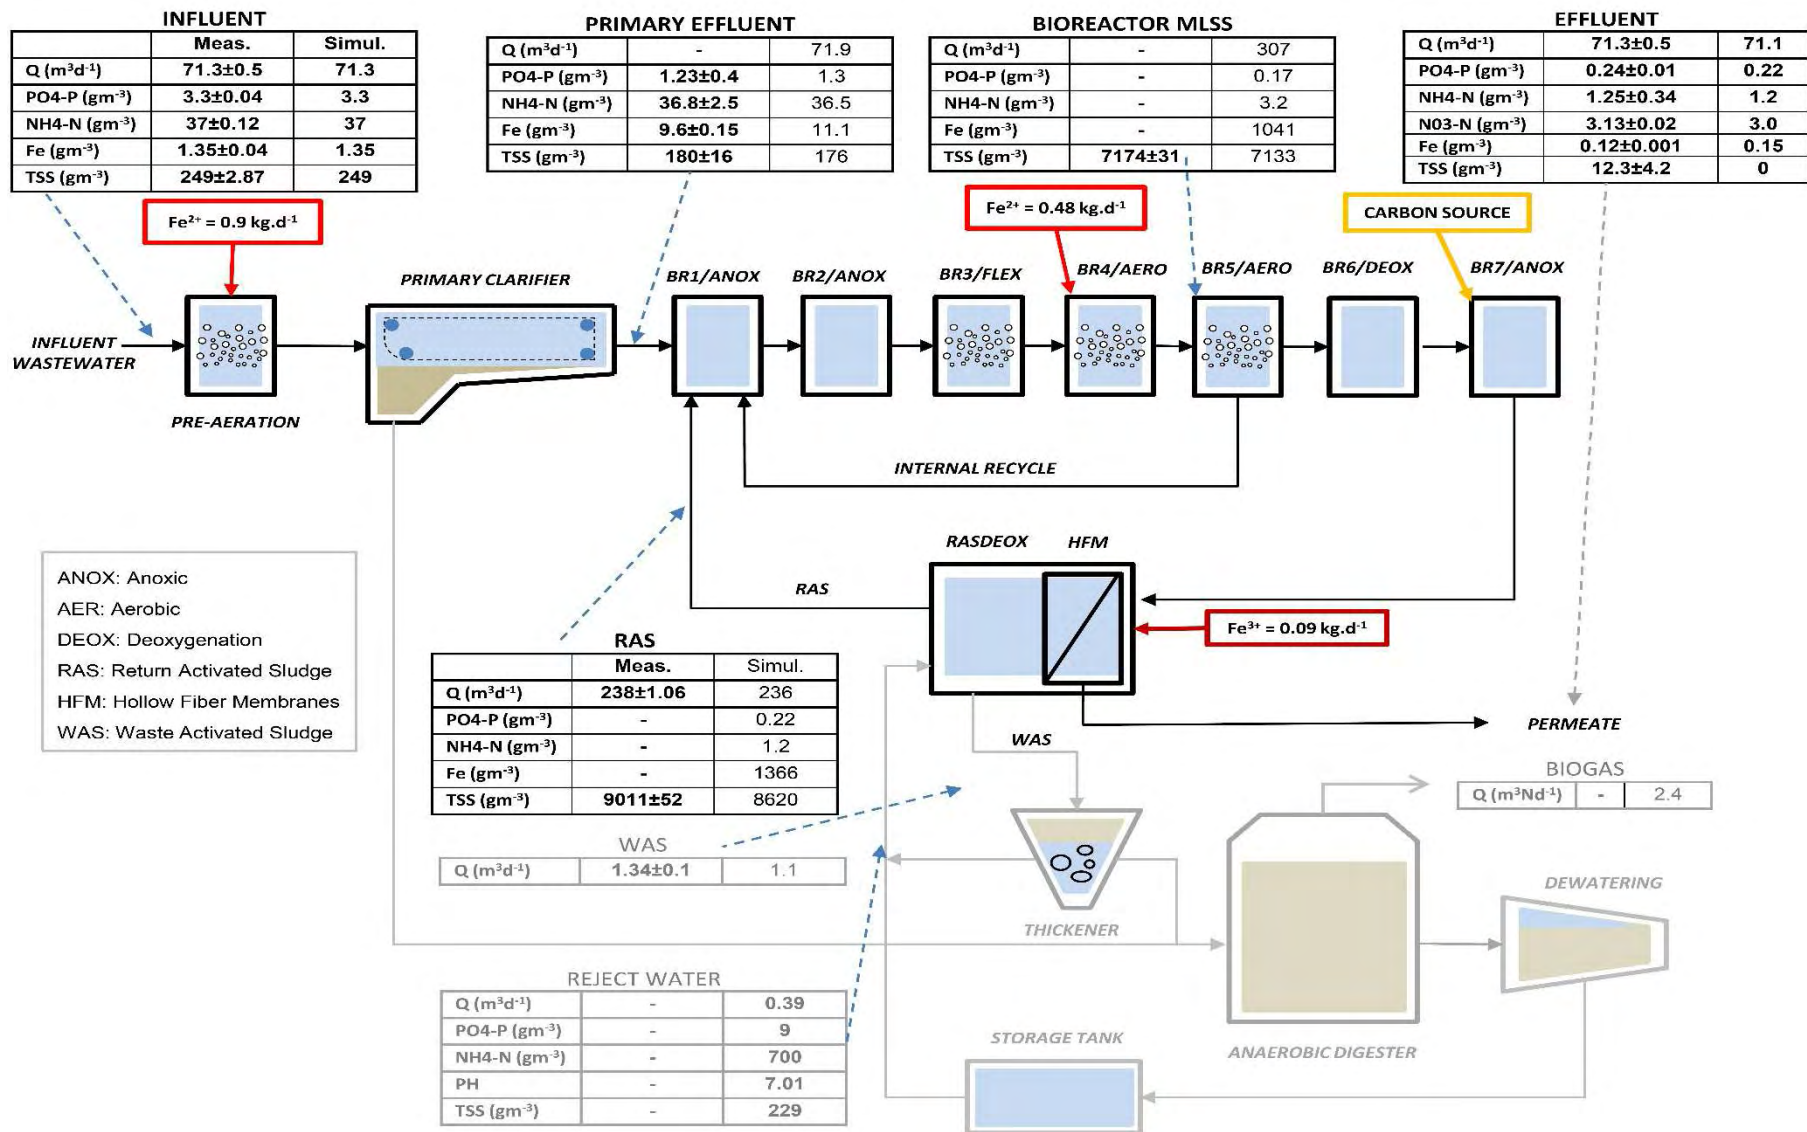 INFLUENT
Meas. Simul.
Q (m³d⁻¹) 71.3±0.5 71.3
PO4-P (gm⁻³) 3.3±0.04 3.3
NH4-N (gm⁻³) 37±0.12 37
Fe (gm⁻³) 1.35±0.04 1.35
TSS (gm⁻³) 249±2.87 249
PRIMARY EFFLUENT
Q (m³d⁻¹) - 71.9
PO4-P (gm⁻³) 1.23±0.4 1.3
NH4-N (gm⁻³) 36.8±2.5 36.5
Fe (gm⁻³) 9.6±0.15 11.1
TSS (gm⁻³) 180±16 176
BIOREACTOR MLSS
Q (m³d⁻¹) - 307
PO4-P (gm⁻³) - 0.17
NH4-N (gm⁻³) - 3.2
Fe (gm⁻³) - 1041
TSS (gm⁻³) 7174±31 7133
EFFLUENT
Q (m³d⁻¹) 71.3±0.5 71.1
PO4-P (gm⁻³) 0.24±0.01 0.22
NH4-N (gm⁻³) 1.25±0.34 1.2
N03-N (gm⁻³) 3.13±0.02 3.0
Fe (gm⁻³) 0.12±0.001 0.15
TSS (gm⁻³) 12.3±4.2 0
Fe²⁺ = 0.9 kg.d⁻¹
Fe²⁺ = 0.48 kg.d⁻¹
CARBON SOURCE
PRIMARY CLARIFIER
BR1/ANOX
BR2/ANOX
BR3/FLEX
BR4/AERO
BR5/AERO
BR6/DEOX
BR7/ANOX
INFLUENT
WASTEWATER
PRE-AERATION
INTERNAL RECYCLE
RASDEOX
HFM
RAS
Fe³⁺ = 0.09 kg.d⁻¹
ANOX: Anoxic
AER: Aerobic
DEOX: Deoxygenation
RAS: Return Activated Sludge
HFM: Hollow Fiber Membranes
WAS: Waste Activated Sludge
RAS
Meas. Simul.
Q (m³d⁻¹) 238±1.06 236
PO4-P (gm⁻³) - 0.22
NH4-N (gm⁻³) - 1.2
Fe (gm⁻³) - 1366
TSS (gm⁻³) 9011±52 8620
WAS
PERMEATE
BIOGAS
Q (m³Nd⁻¹) - 2.4
WAS
Q (m³d⁻¹) 1.34±0.1 1.1
THICKENER
DEWATERING
REJECT WATER
Q (m³d⁻¹) - 0.39
PO4-P (gm⁻³) - 9
NH4-N (gm⁻³) - 700
PH - 7.01
TSS (gm⁻³) - 229
STORAGE TANK
ANAEROBIC DIGESTER